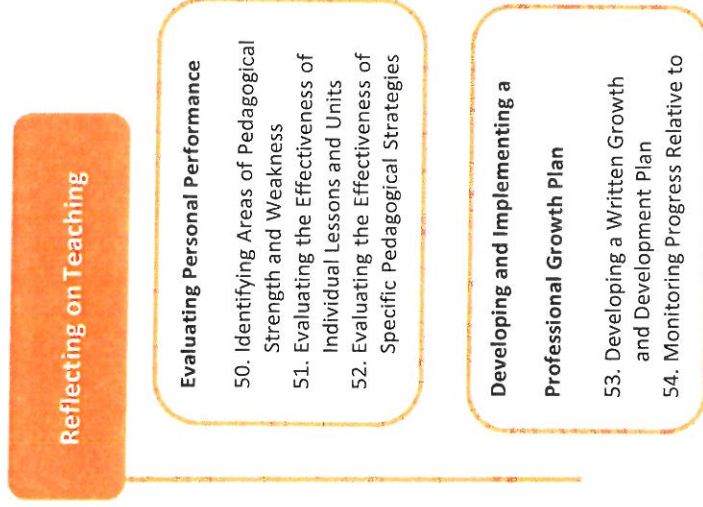 Reflecting on Teaching
Evaluating Personal Performance
50. Identifying Areas of Pedagogical
Strength and Weakness
51. Evaluating the Effectiveness of
Individual Lessons and Units
52. Evaluating the Effectiveness of
Specific Pedagogical Strategies
Developing and Implementing a
Professional Growth Plan
53. Developing a Written Growth
and Development Plan
54. Monitoring Progress Relative to